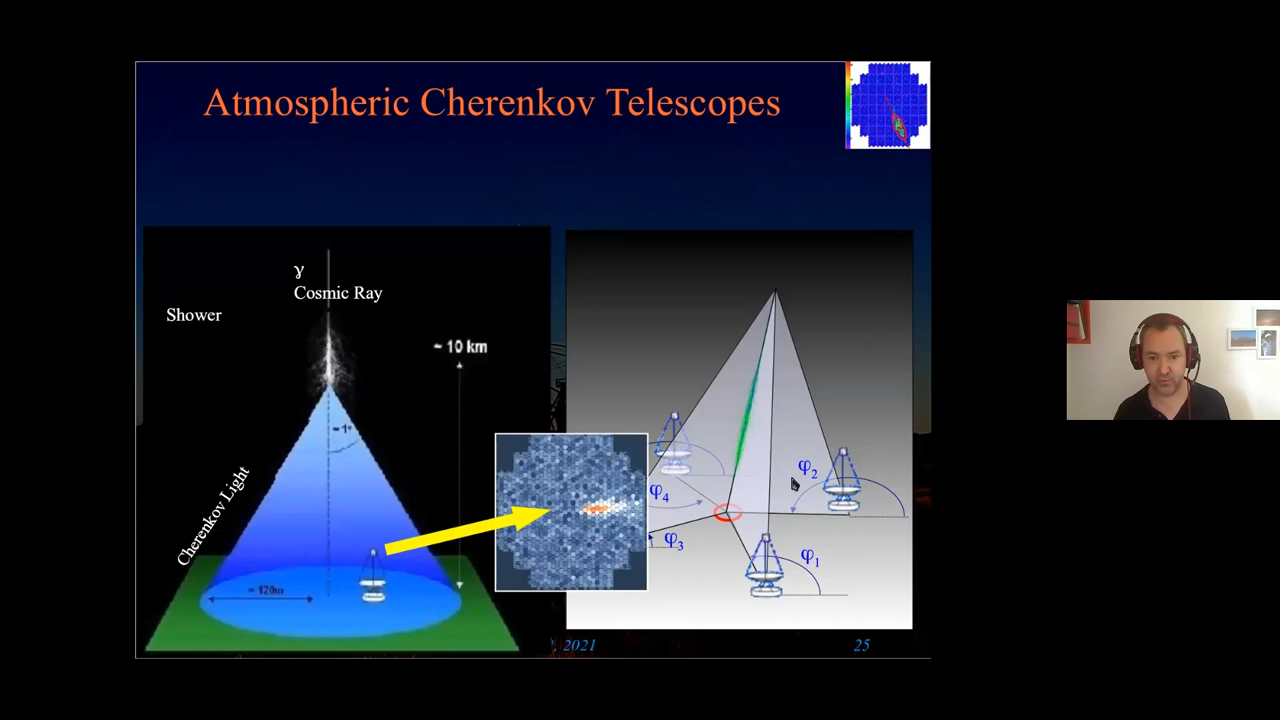 Atmospheric Cherenkov Telescopes
γ
Cosmic Ray
Shower
~ 10 km
~ 1°
Cherenkov Light
~ 120m
φ2
φ4
φ3
φ1
, 2021
25